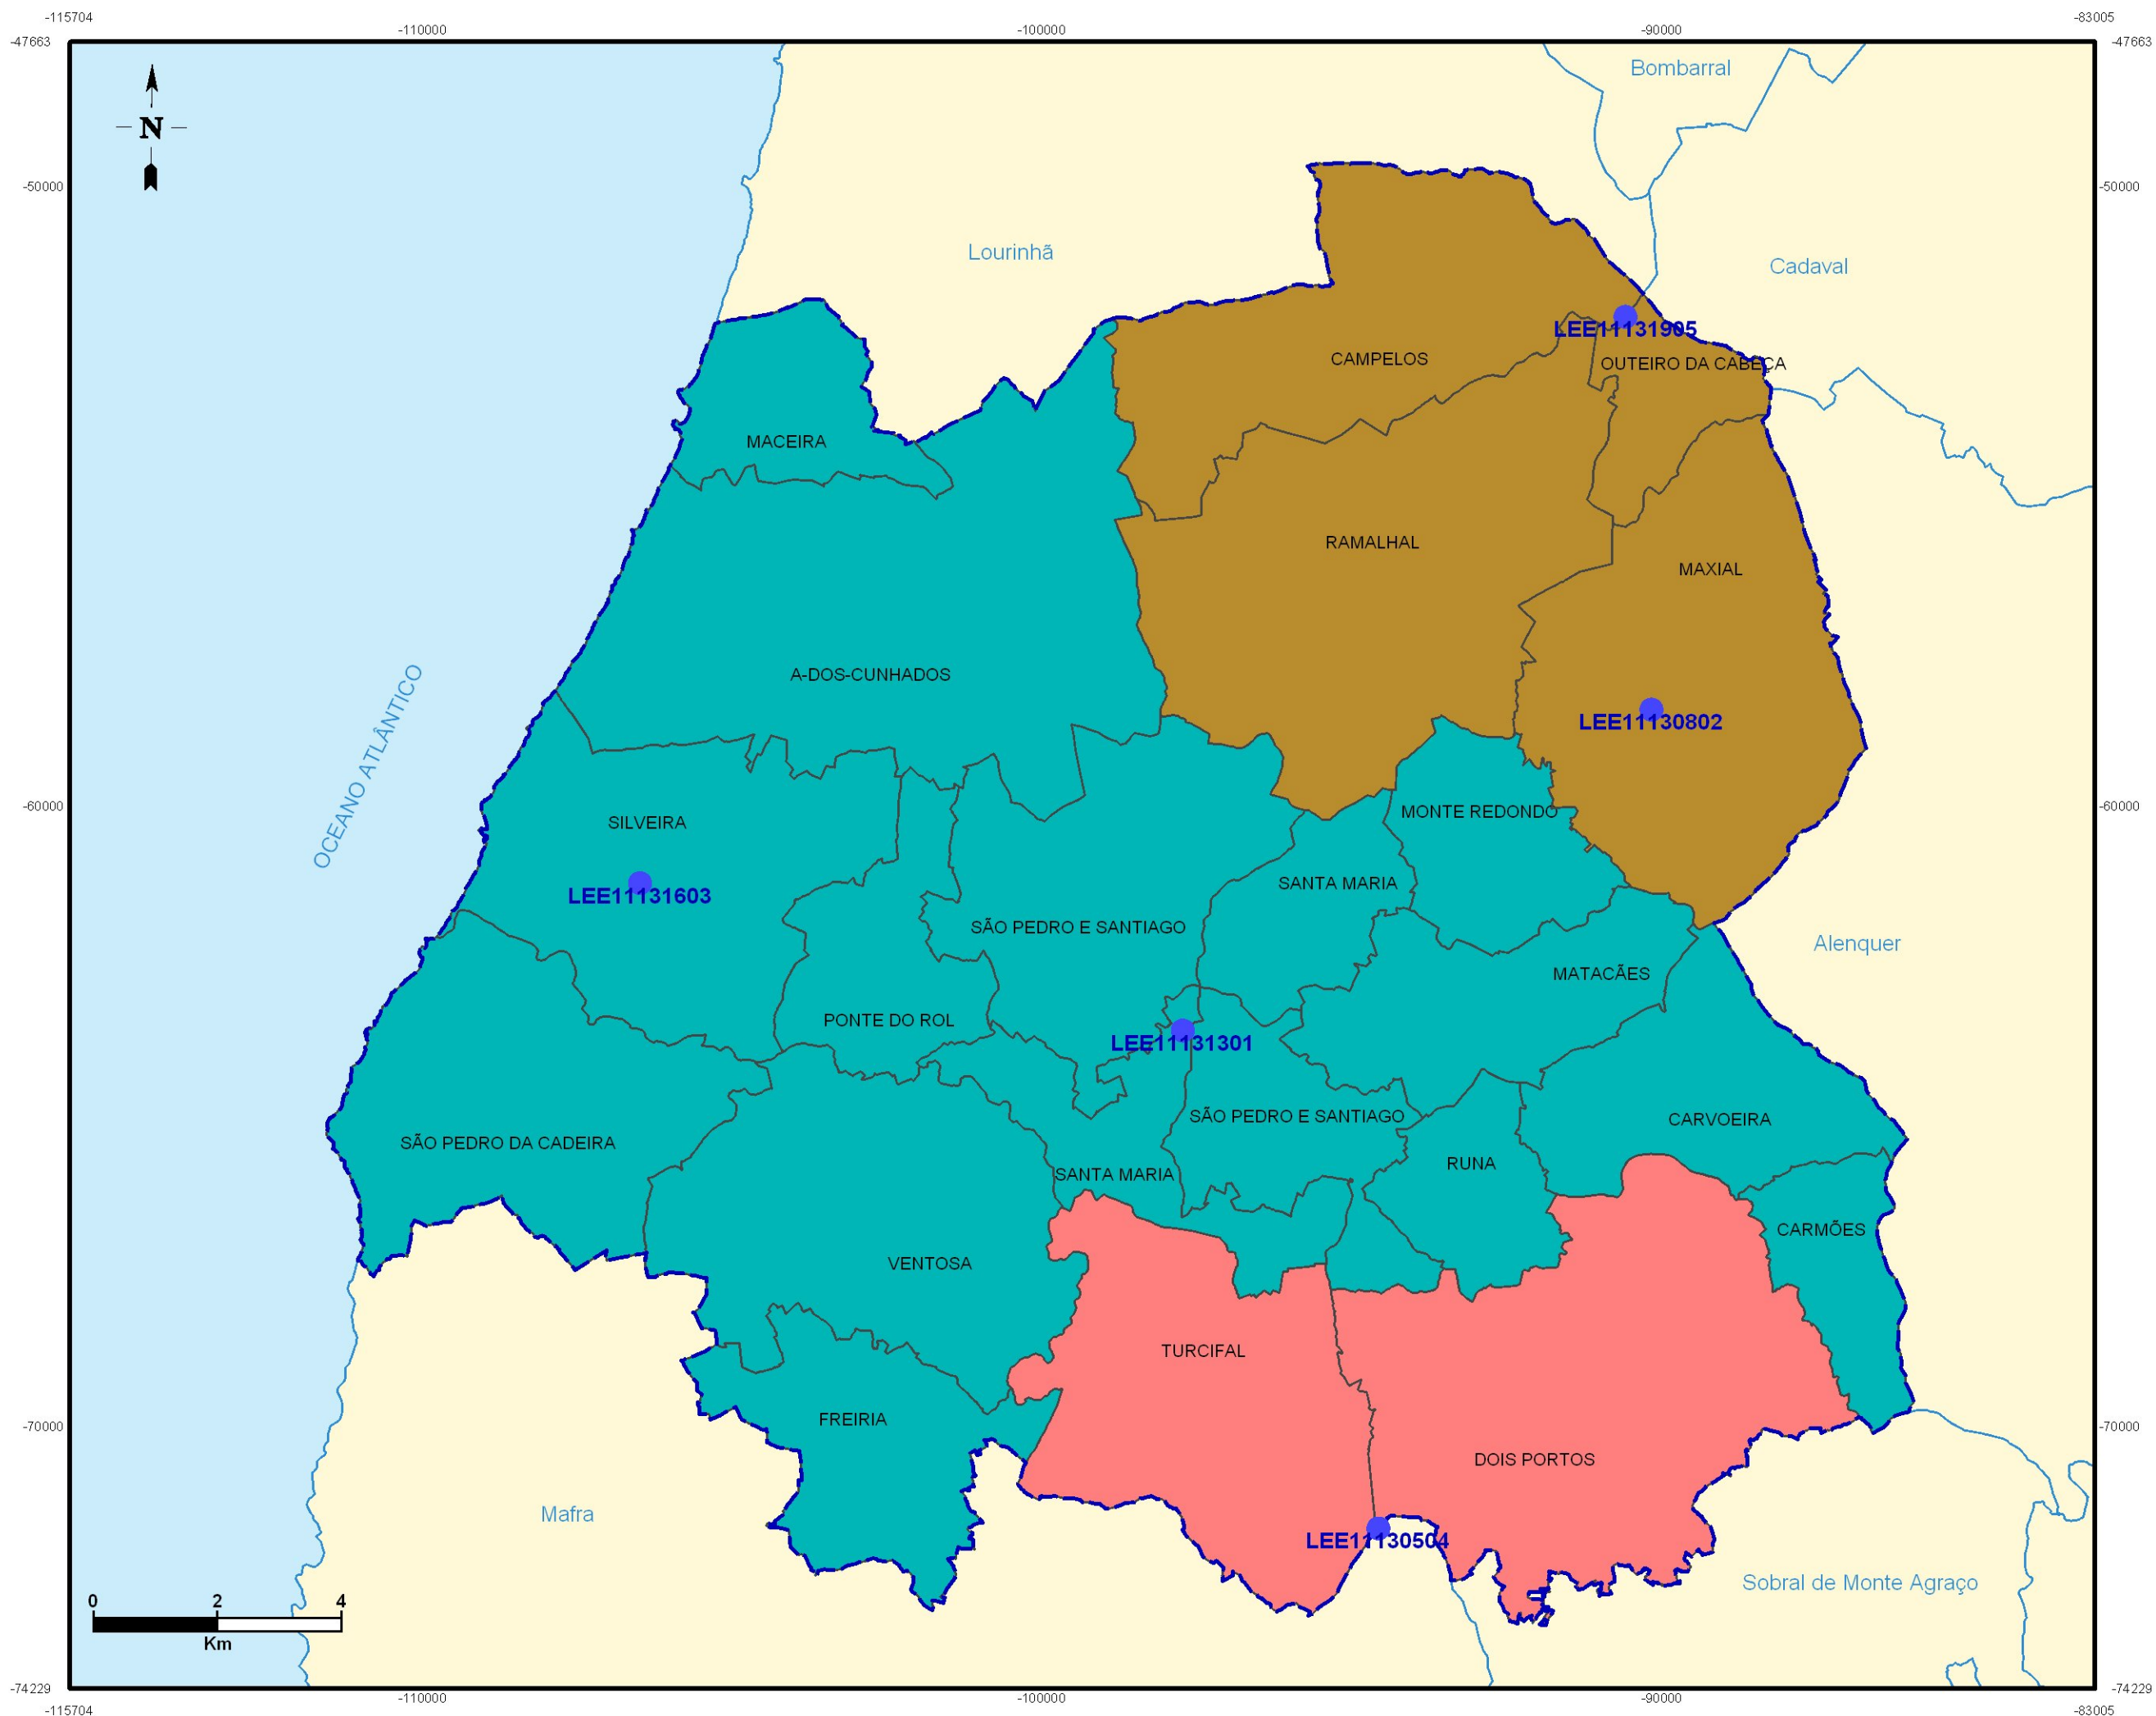 -115704
-83005
-110000
-100000
-90000
-47663
-47663
Bombarral
N
-50000
-50000
Lourinhã
Cadaval
LEE11131905
CAMPELOS
OUTEIRO DA CABEÇA
MACEIRA
RAMALHAL
MAXIAL
A-DOS-CUNHADOS
LEE11130802
OCEANO ATLÂNTICO
-60000
-60000
MONTE REDONDO
SILVEIRA
SANTA MARIA
LEE11131603
SÃO PEDRO E SANTIAGO
Alenquer
MATACÃES
PONTE DO ROL
LEE11131301
SÃO PEDRO E SANTIAGO
CARVOEIRA
SÃO PEDRO DA CADEIRA
RUNA
SANTA MARIA
CARMÕES
VENTOSA
TURCIFAL
FREIRIA
-70000
-70000
DOIS PORTOS
Mafra
LEE11130504
Sobral de Monte Agraço
0 2 4
Km
-74229
-74229
-110000
-100000
-90000
-115704
-83005